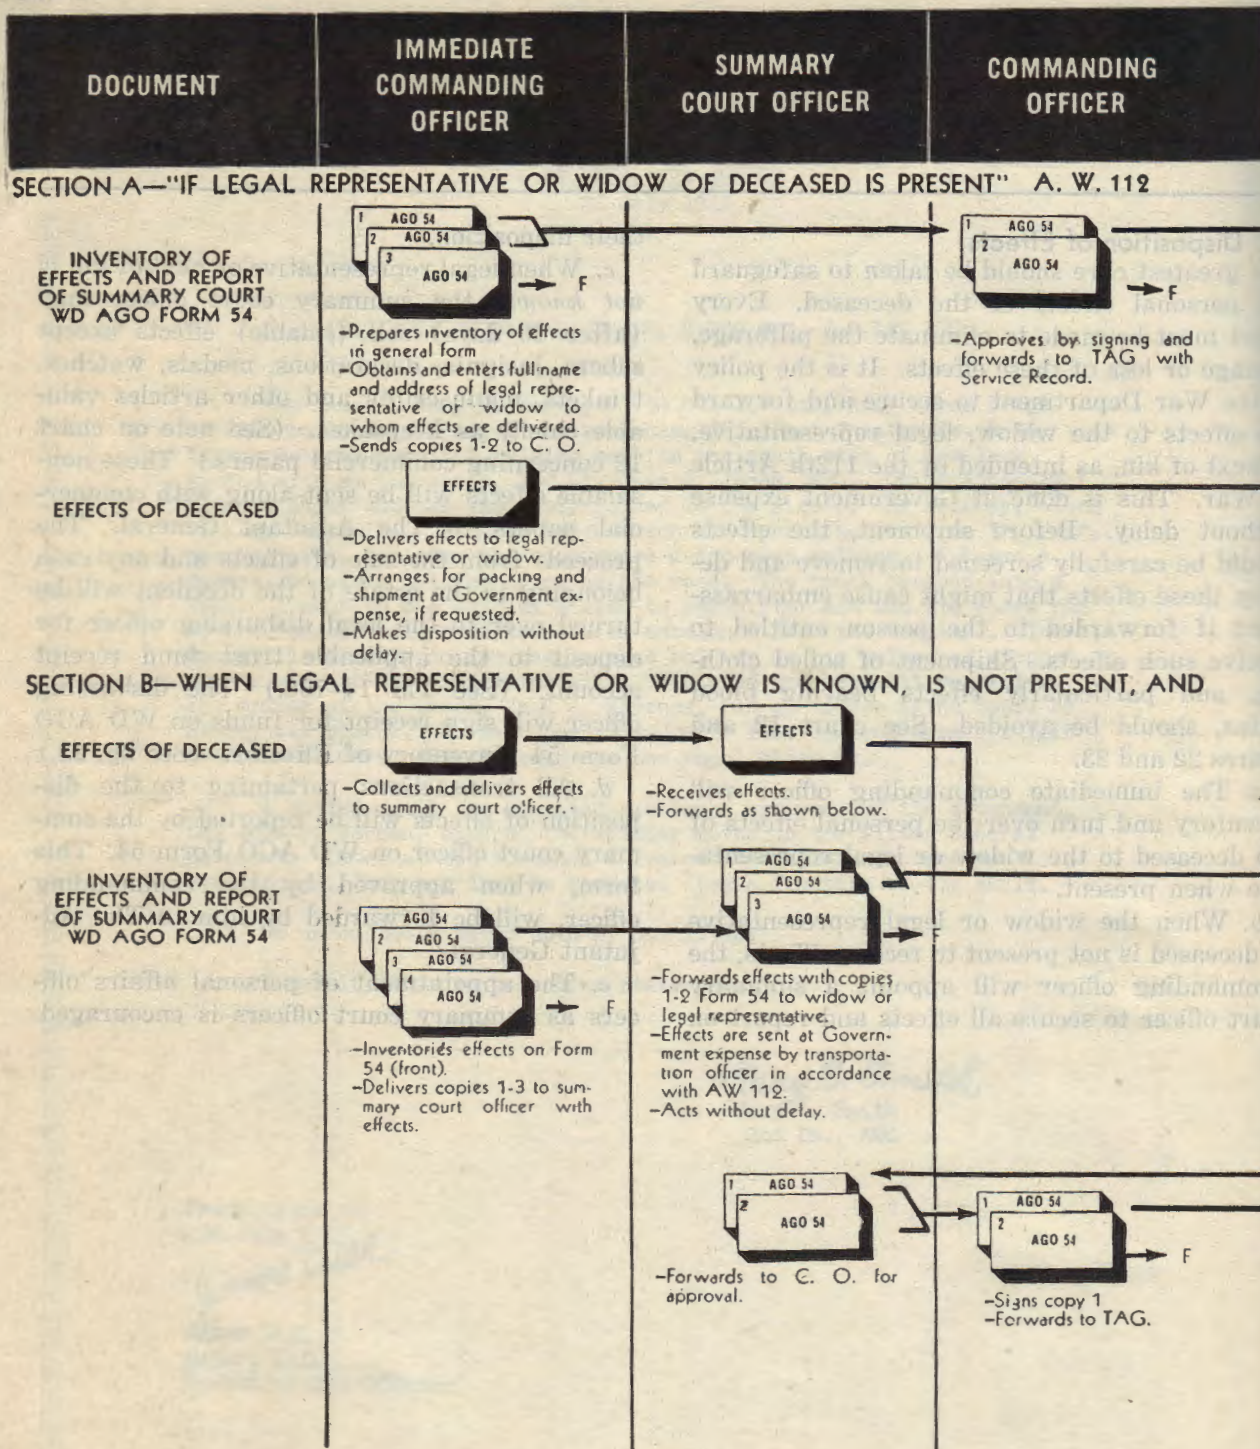 DOCUMENT
IMMEDIATE
COMMANDING
OFFICER
SUMMARY
COURT OFFICER
COMMANDING
OFFICER
SECTION A—"IF LEGAL REPRESENTATIVE OR WIDOW OF DECEASED IS PRESENT" A. W. 112
INVENTORY OF
EFFECTS AND REPORT
OF SUMMARY COURT
WD AGO FORM 54
1 AGO 54
2 AGO 54
3
AGO 54
F
–Prepares inventory of effects
in general form
–Obtains and enters full name
and address of legal repre-
sentative or widow to
whom effects are delivered.
–Sends copies 1-2 to C. O.
1 AGO 54
2
AGO 54
F
–Approves by signing and
forwards to TAG with
Service Record.
EFFECTS OF DECEASED
EFFECTS
–Delivers effects to legal rep-
resentative or widow.
–Arranges for packing and
shipment at Government ex-
pense, if requested.
–Makes disposition without
delay.
SECTION B—WHEN LEGAL REPRESENTATIVE OR WIDOW IS KNOWN, IS NOT PRESENT, AND
EFFECTS OF DECEASED
EFFECTS
–Collects and delivers effects
to summary court officer.
EFFECTS
–Receives effects.
–Forwards as shown below.
INVENTORY OF
EFFECTS AND REPORT
OF SUMMARY COURT
WD AGO FORM 54
1 AGO 54
2 AGO 54
3 AGO 54
4
AGO 54
F
–Inventories effects on Form
54 (front).
–Delivers copies 1-3 to sum-
mary court officer with
effects.
1 AGO 54
2 AGO 54
3
AGO 54
F
–Forwards effects with copies
1-2 Form 54 to widow or
legal representative.
–Effects are sent at Govern-
ment expense by transporta-
tion officer in accordance
with AW 112.
–Acts without delay.
1 AGO 54
2
AGO 54
–Forwards to C. O. for
approval.
1 AGO 54
2
AGO 54
F
–Signs copy 1
–Forwards to TAG.